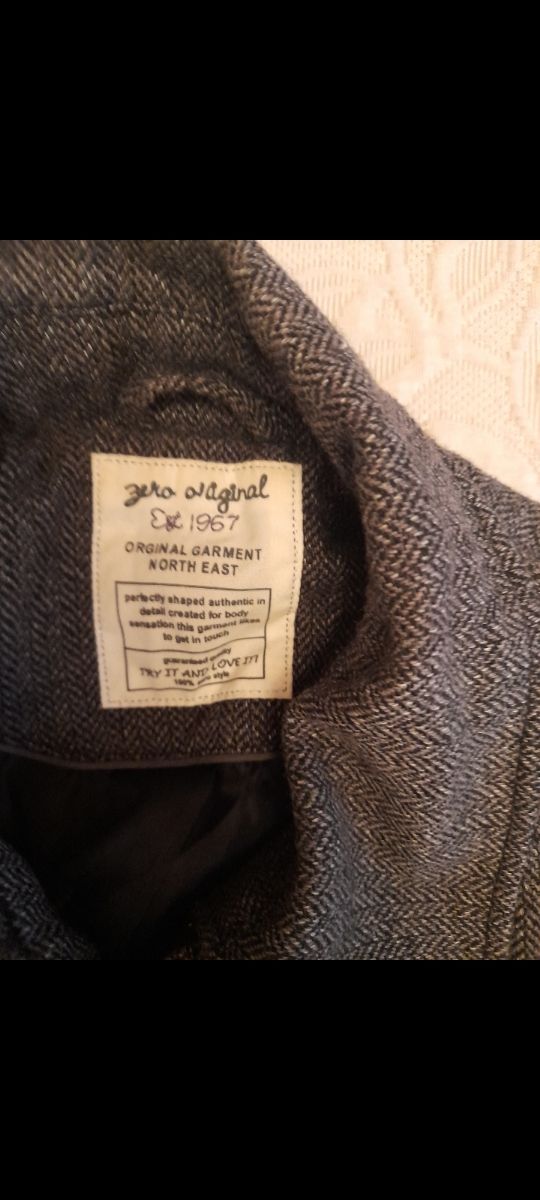 zero original
Est 1967
ORGINAL GARMENT
NORTH EAST
perfectly shaped authentic in
detail created for body
sensation this garment likes
to get in touch
guaranteed quality
TRY IT AND LOVE IT!
100% zero style